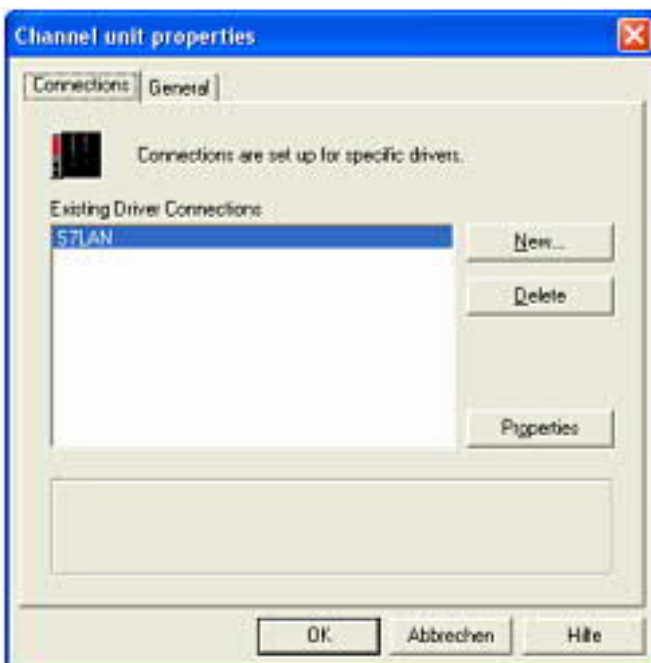 Channel unit properties
Connections General
Connections are set up for specific drivers.
Existing Driver Connections
S7LAN
New...
Delete
Properties
OK Abbrechen Hilfe